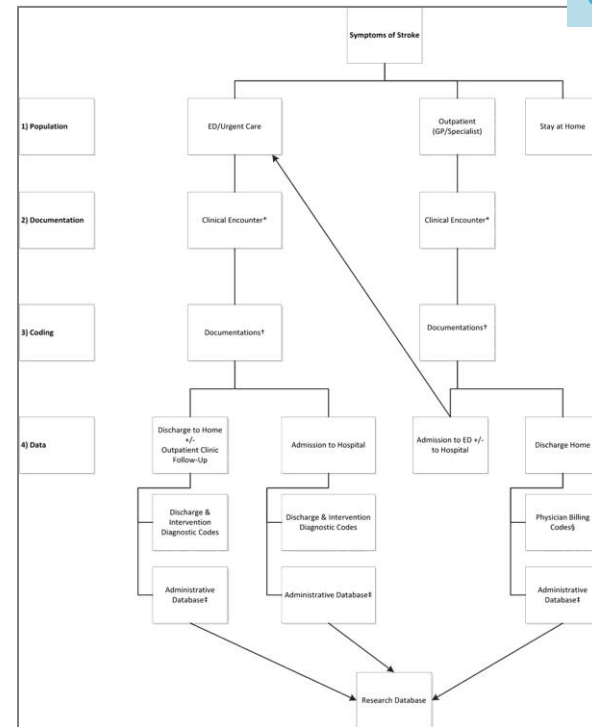 Symptoms of Stroke
1) Population
ED/Urgent Care
Outpatient
(GP/Specialist)
Stay at Home
2) Documentation
Clinical Encounter*
Clinical Encounter*
3) Coding
Documentations†
Documentations†
4) Data
Discharge to Home
+/-
Outpatient Clinic
Follow-Up
Admission to Hospital
Admission to ED +/-
to Hospital
Discharge Home
Discharge &
Intervention
Diagnostic Codes
Discharge & Intervention
Diagnostic Codes
Physician Billing
Codes§
Administrative
Database‡
Administrative Database‡
Administrative
Database‡
Research Database